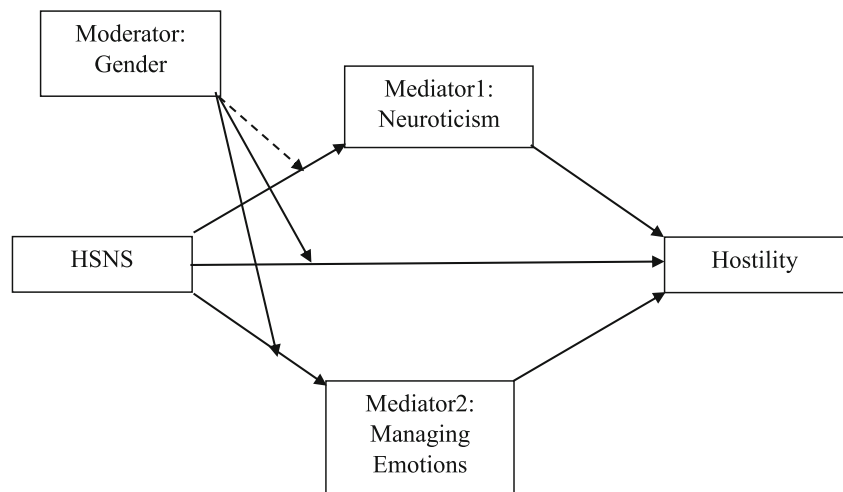 Moderator:
Gender
Mediator1:
Neuroticism
HSNS
Hostility
Mediator2:
Managing
Emotions